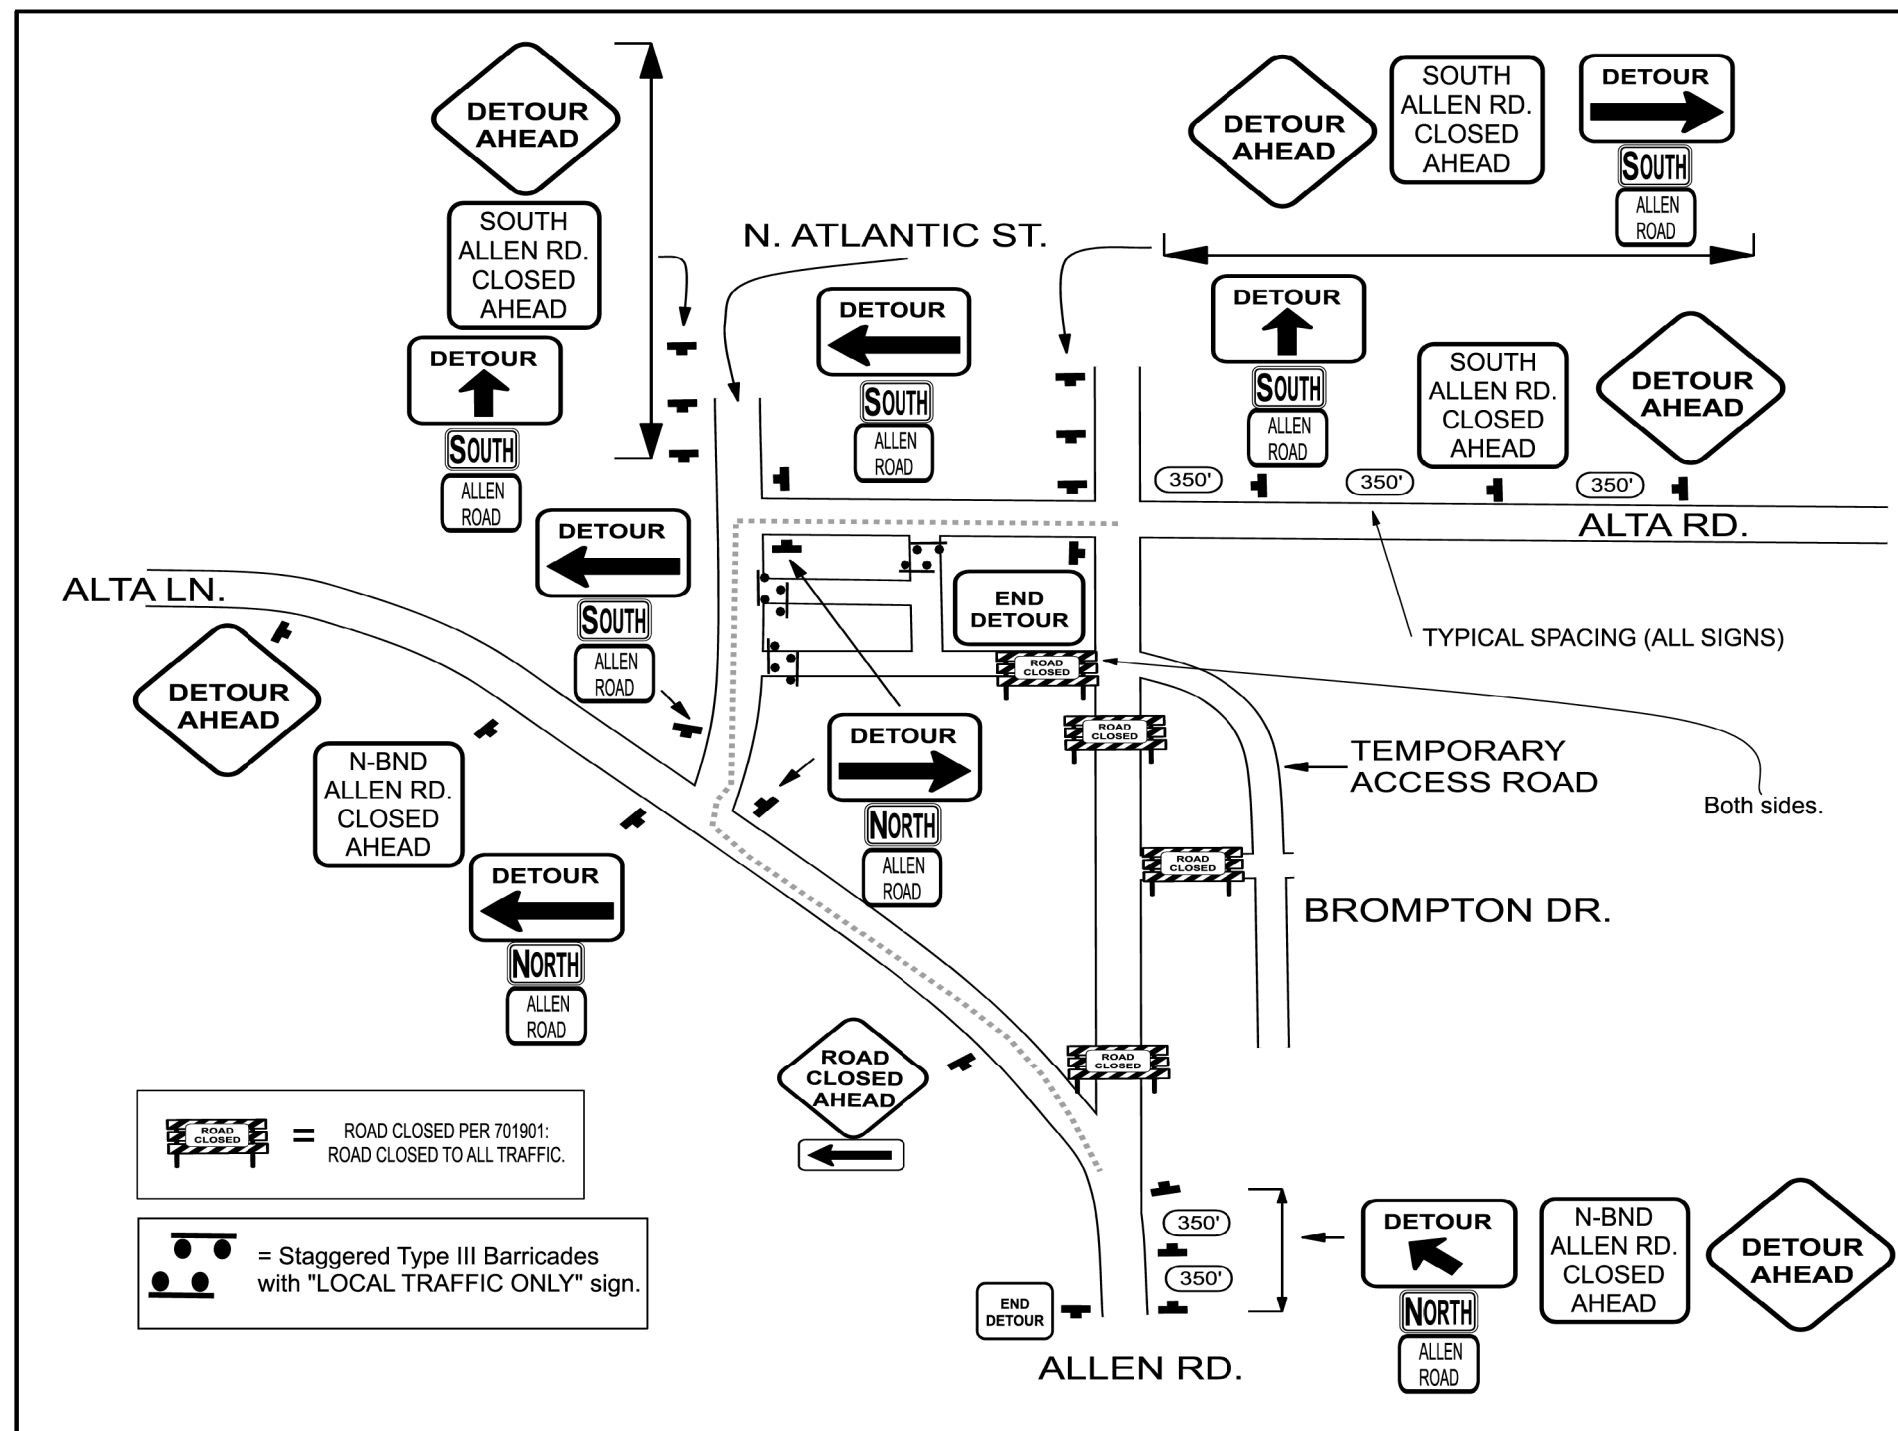 DETOUR
AHEAD
SOUTH
ALLEN RD.
CLOSED
AHEAD
DETOUR
SOUTH
ALLEN
ROAD
N. ATLANTIC ST.
DETOUR
SOUTH
ALLEN
ROAD
DETOUR
AHEAD
SOUTH
ALLEN RD.
CLOSED
AHEAD
DETOUR
SOUTH
ALLEN
ROAD
DETOUR
SOUTH
ALLEN
ROAD
SOUTH
ALLEN RD.
CLOSED
AHEAD
DETOUR
AHEAD
350'
350'
350'
ALTA RD.
TYPICAL SPACING (ALL SIGNS)
DETOUR
SOUTH
ALLEN
ROAD
ALTA LN.
END
DETOUR
ROAD
CLOSED
ROAD
CLOSED
DETOUR
AHEAD
N-BND
ALLEN RD.
CLOSED
AHEAD
DETOUR
NORTH
ALLEN
ROAD
DETOUR
NORTH
ALLEN
ROAD
TEMPORARY
ACCESS ROAD
Both sides.
ROAD
CLOSED
BROMPTON DR.
ROAD
CLOSED
AHEAD
ROAD
CLOSED
ROAD
CLOSED
=
ROAD CLOSED PER 701901:
ROAD CLOSED TO ALL TRAFFIC.
= Staggered Type III Barricades
with "LOCAL TRAFFIC ONLY" sign.
350'
350'
END
DETOUR
ALLEN RD.
DETOUR
NORTH
ALLEN
ROAD
N-BND
ALLEN RD.
CLOSED
AHEAD
DETOUR
AHEAD